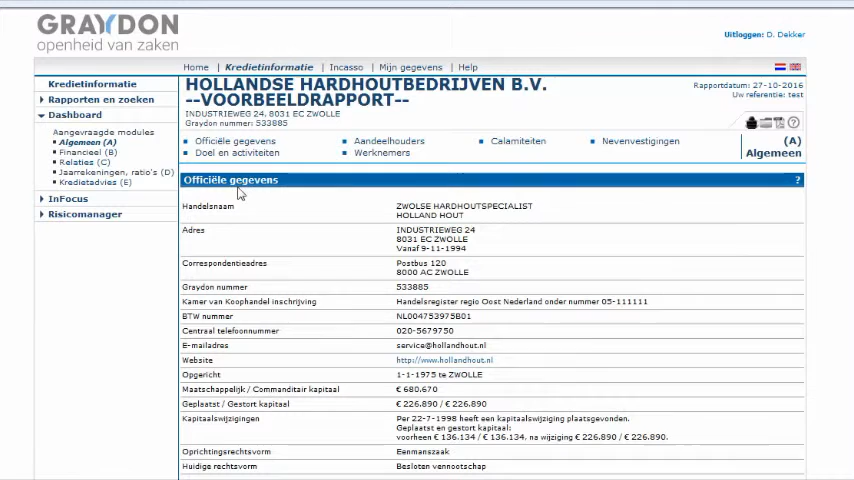 GRAYDON
openheid van zaken
Uitloggen: D. Dekker
Home | Kredietinformatie | Incasso | Mijn gegevens | Help
Kredietinformatie
Rapporten en zoeken
Dashboard
Aangevraagde modules
Algemeen (A)
Financieel (B)
Relaties (C)
Jaarrekeningen, ratio's (D)
Kredietadvies (E)
InFocus
Risicomanager
HOLLANDSE HARDHOUTBEDRIJVEN B.V.
--VOORBEELDRAPPORT--
INDUSTRIEWEG 24, 8031 EC ZWOLLE
Graydon nummer: 533885
Rapportdatum: 27-10-2016
Uw referentie: test
Officiële gegevens
Aandeelhouders
Calamiteiten
Nevenvestigingen
Doel en activiteiten
Werknemers
(A)
Algemeen
Officiële gegevens ?
Handelsnaam ZWOLSE HARDHOUTSPECIALIST
HOLLAND HOUT
Adres INDUSTRIEWEG 24
8031 EC ZWOLLE
Vanaf 9-11-1994
Correspondentieadres Postbus 120
8000 AC ZWOLLE
Graydon nummer 533885
Kamer van Koophandel inschrijving Handelsregister regio Oost Nederland onder nummer 05-111111
BTW nummer NL004753975B01
Centraal telefoonnummer 020-5679750
E-mailadres service@hollandhout.nl
Website http://www.hollandhout.nl
Opgericht 1-1-1975 te ZWOLLE
Maatschappelijk / Commanditair kapitaal € 680.670
Geplaatst / Gestort kapitaal € 226.890 / € 226.890
Kapitaalswijzigingen Per 22-7-1998 heeft een kapitaalswijziging plaatsgevonden.
Geplaatst en gestort kapitaal:
voorheen € 136.134 / € 136.134, na wijziging € 226.890 / € 226.890.
Oprichtingsrechtsvorm Eenmanszaak
Huidige rechtsvorm Besloten vennootschap